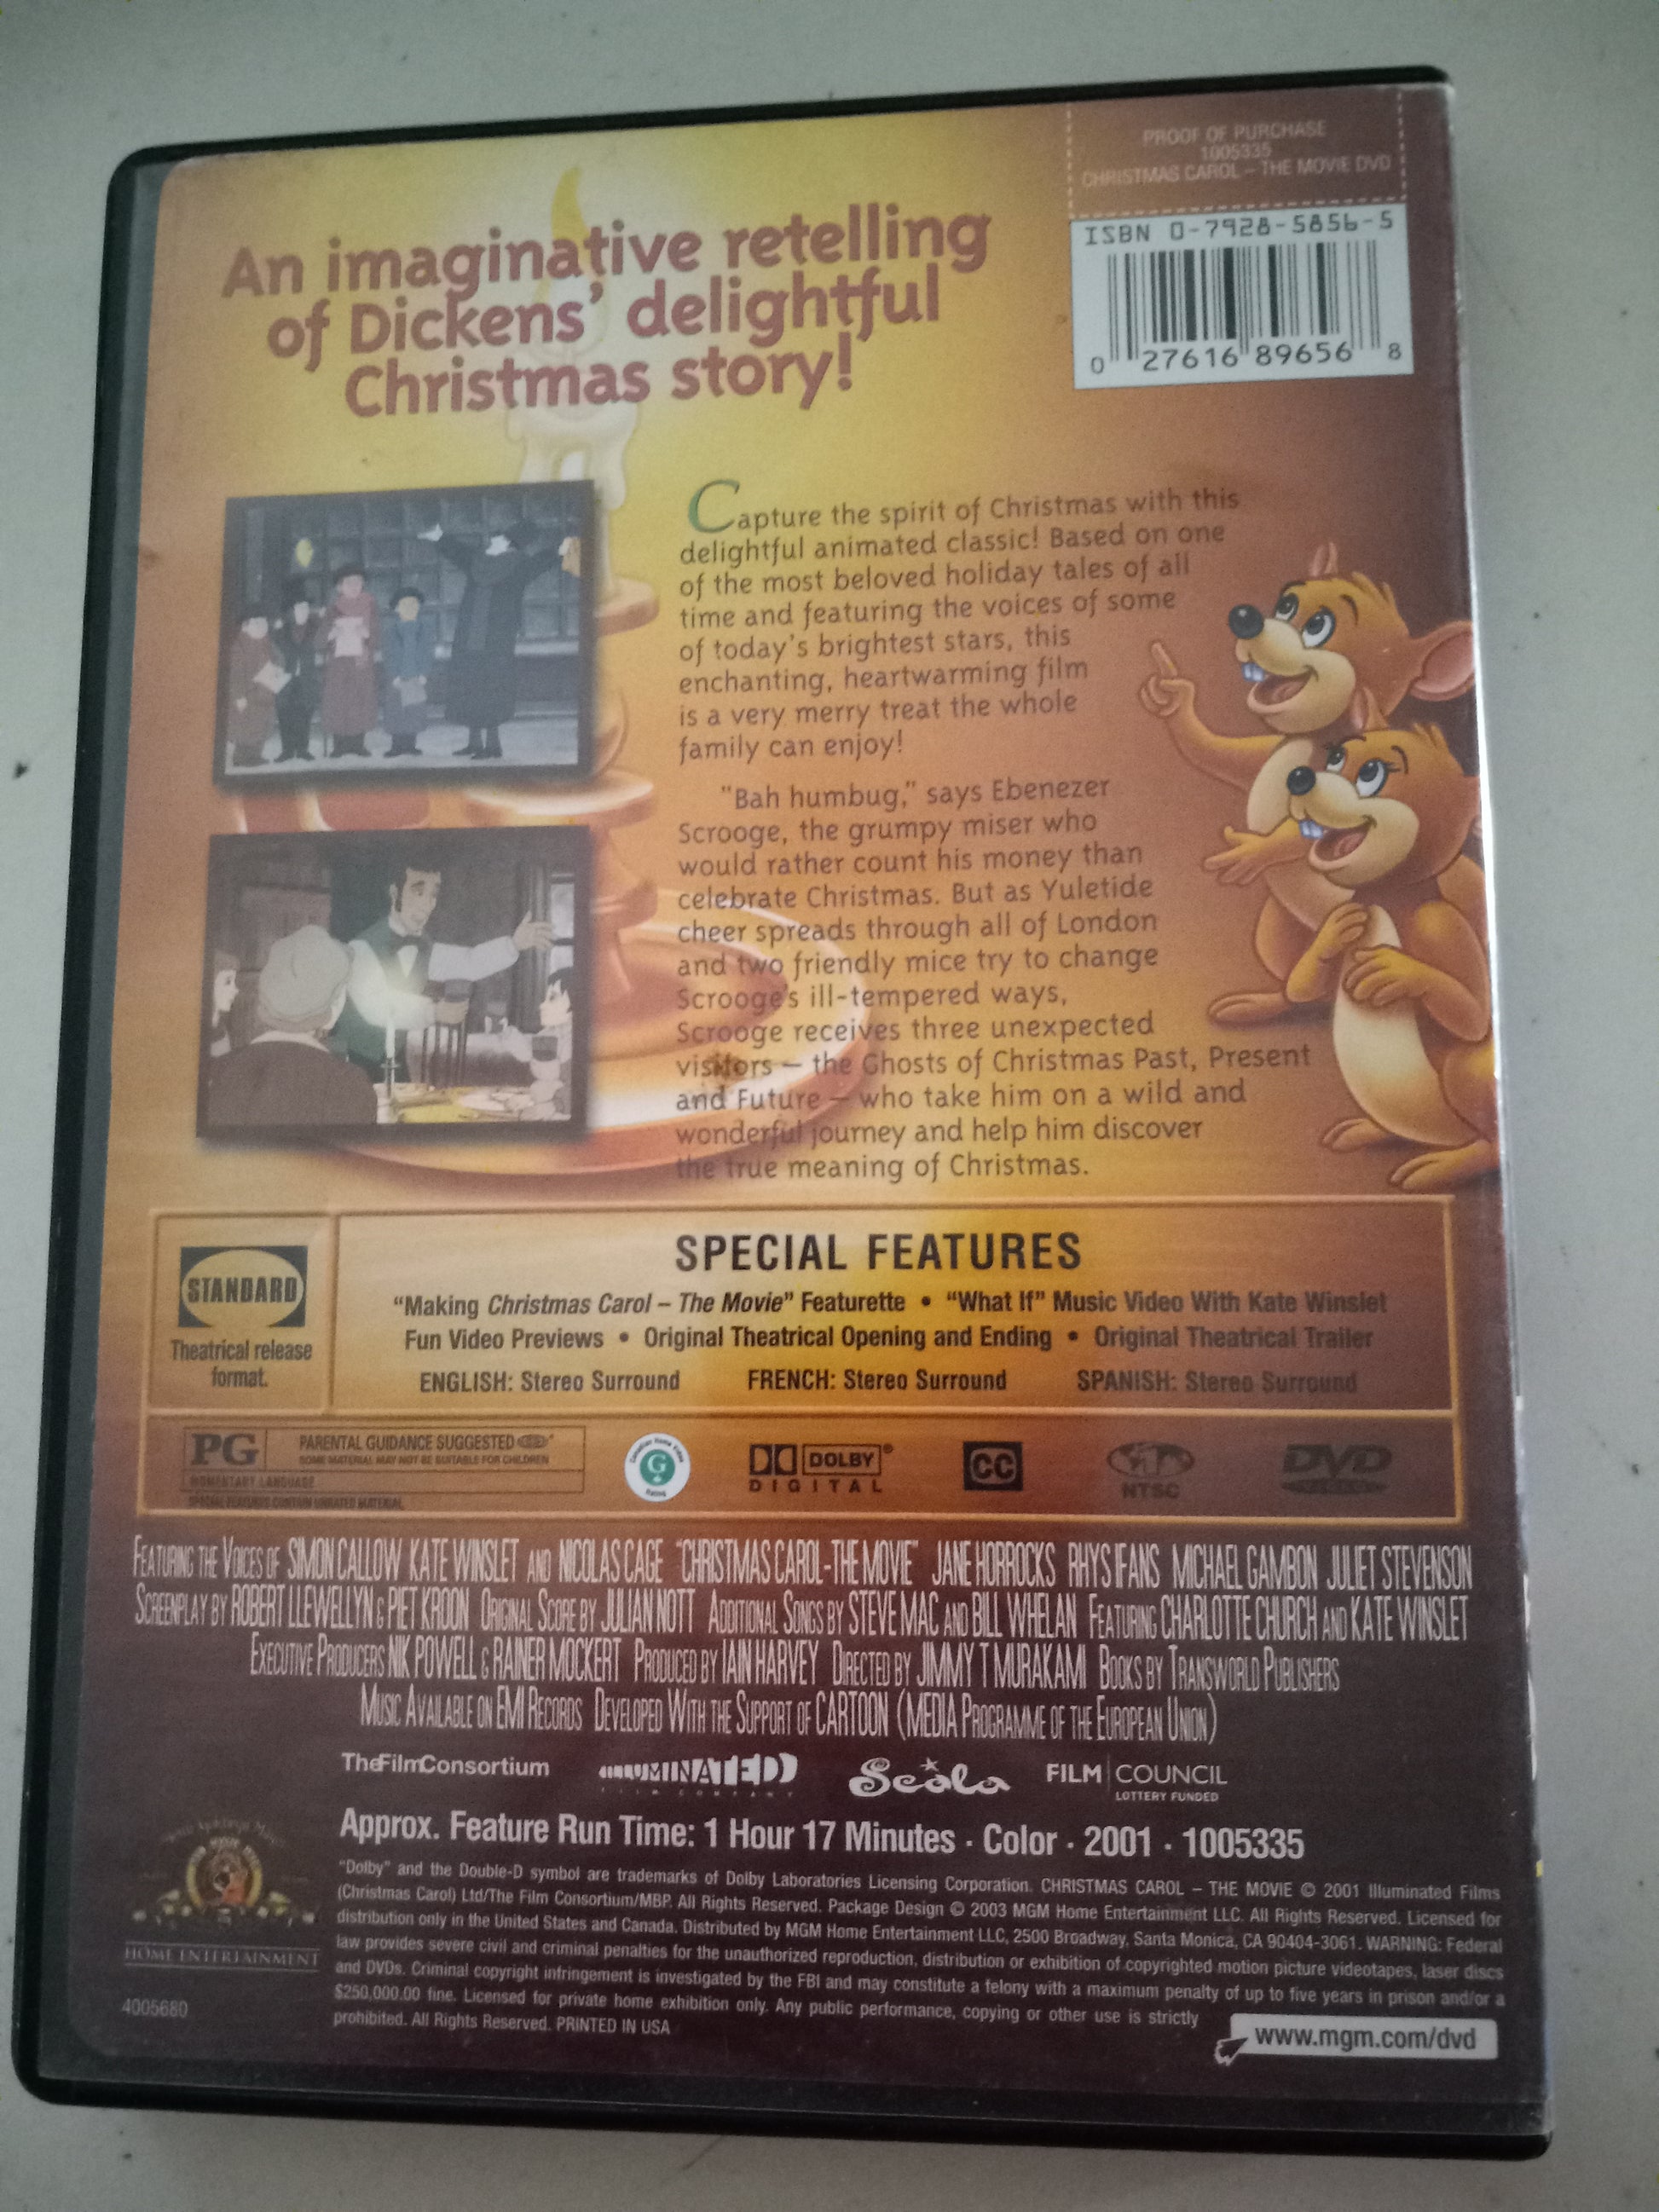 PROOF OF PURCHASE
1005335
CHRISTMAS CAROL – THE MOVIE DVD
ISBN 0-7928-5856-5
0 27616 89656 8
An imaginative retelling
of Dickens' delightful
Christmas story!
Capture the spirit of Christmas with this
delightful animated classic! Based on one
of the most beloved holiday tales of all
time and featuring the voices of some
of today's brightest stars, this
enchanting, heartwarming film
is a very merry treat the whole
family can enjoy!
"Bah humbug," says Ebenezer
Scrooge, the grumpy miser who
would rather count his money than
celebrate Christmas. But as Yuletide
cheer spreads through all of London
and two friendly mice try to change
Scrooge's ill-tempered ways,
Scrooge receives three unexpected
visitors – the Ghosts of Christmas Past, Present
and Future – who take him on a wild and
wonderful journey and help him discover
the true meaning of Christmas.
STANDARD
Theatrical release
format.
SPECIAL FEATURES
"Making Christmas Carol – The Movie" Featurette • "What If" Music Video With Kate Winslet
Fun Video Previews • Original Theatrical Opening and Ending • Original Theatrical Trailer
ENGLISH: Stereo Surround FRENCH: Stereo Surround SPANISH: Stereo Surround
PG PARENTAL GUIDANCE SUGGESTED
SOME MATERIAL MAY NOT BE SUITABLE FOR CHILDREN
MOMENTARY LANGUAGE
SPECIAL FEATURES CONTAIN UNRATED MATERIAL
Canadian Home Video
G
Rating
DOLBY
DIGITAL
CC
NTSC
DVD
FEATURING THE VOICES OF SIMON CALLOW KATE WINSLET AND NICOLAS CAGE "CHRISTMAS CAROL-THE MOVIE" JANE HORROCKS RHYS IFANS MICHAEL GAMBON JULIET STEVENSON
SCREENPLAY BY ROBERT LLEWELLYN & PIET KROON ORIGINAL SCORE BY JULIAN NOTT ADDITIONAL SONGS BY STEVE MAC AND BILL WHELAN FEATURING CHARLOTTE CHURCH AND KATE WINSLET
EXECUTIVE PRODUCERS NIK POWELL & RAINER MOCKERT PRODUCED BY IAIN HARVEY DIRECTED BY JIMMY T MURAKAMI BOOKS BY TRANSWORLD PUBLISHERS
MUSIC AVAILABLE ON EMI RECORDS DEVELOPED WITH THE SUPPORT OF CARTOON (MEDIA PROGRAMME OF THE EUROPEAN UNION)
TheFilmConsortium ILLUMINATED FILM COMPANY Scala FILM COUNCIL
LOTTERY FUNDED
Approx. Feature Run Time: 1 Hour 17 Minutes · Color · 2001 · 1005335
"Dolby" and the Double-D symbol are trademarks of Dolby Laboratories Licensing Corporation. CHRISTMAS CAROL – THE MOVIE © 2001 Illuminated Films
(Christmas Carol) Ltd/The Film Consortium/MBP. All Rights Reserved. Package Design © 2003 MGM Home Entertainment LLC. All Rights Reserved. Licensed for
distribution only in the United States and Canada. Distributed by MGM Home Entertainment LLC, 2500 Broadway, Santa Monica, CA 90404-3061. WARNING: Federal
law provides severe civil and criminal penalties for the unauthorized reproduction, distribution or exhibition of copyrighted motion picture videotapes, laser discs
and DVDs. Criminal copyright infringement is investigated by the FBI and may constitute a felony with a maximum penalty of up to five years in prison and/or a
$250,000.00 fine. Licensed for private home exhibition only. Any public performance, copying or other use is strictly
prohibited. All Rights Reserved. PRINTED IN USA
HOME ENTERTAINMENT
4005680
www.mgm.com/dvd